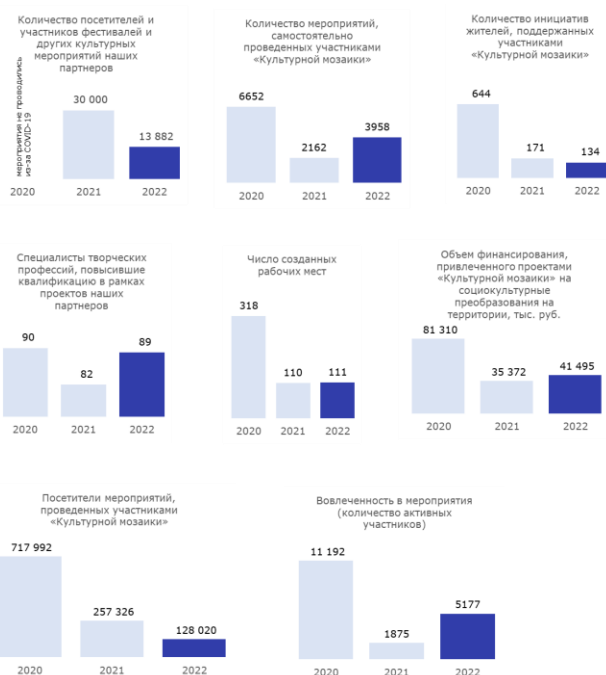 Количество посетителей и
участников фестивалей и
других культурных
мероприятий наших
партнеров
мероприятия не проводились
из-за COVID-19
30 000
13 882
2020
2021
2022
Количество мероприятий,
самостоятельно
проведенных участниками
«Культурной мозаики»
6652
2162
3958
2020
2021
2022
Количество инициатив
жителей, поддержанных
участниками
«Культурной мозаики»
644
171
134
2020
2021
2022
Специалисты творческих
профессий, повысившие
квалификацию в рамках
проектов наших
партнеров
90
82
89
2020
2021
2022
Число созданных
рабочих мест
318
110
111
2020
2021
2022
Объем финансирования,
привлеченного проектами
«Культурной мозаики» на
социокультурные
преобразования на
территории, тыс. руб.
81 310
35 372
41 495
2020
2021
2022
Посетители мероприятий,
проведенных участниками
«Культурной мозаики»
717 992
257 326
128 020
2020
2021
2022
Вовлеченность в мероприятия
(количество активных
участников)
11 192
1875
5177
2020
2021
2022